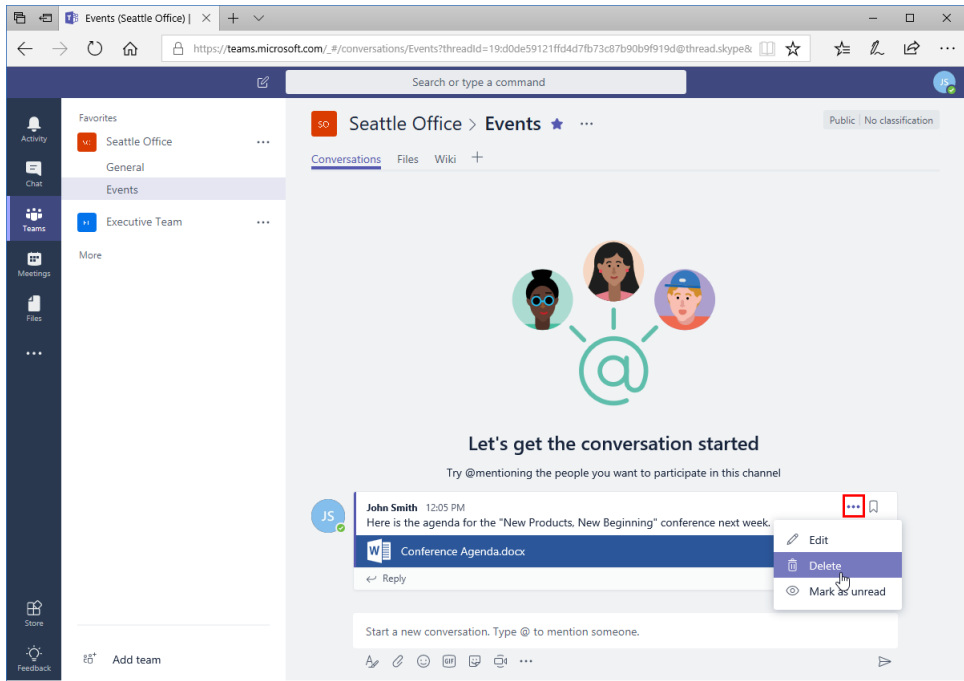 Events (Seattle Office) |
https://teams.microsoft.com/_#/conversations/Events?threadId=19:d0de59121ffd4d7fb73c87b90b9f919d@thread.skype&
Search or type a command
JS
Activity
Chat
Teams
Meetings
Files
Store
Feedback
Favorites
Seattle Office
General
Events
Executive Team
More
Add team
SO
Seattle Office > Events
Public
No classification
Conversations
Files
Wiki
@
Let's get the conversation started
Try @mentioning the people you want to participate in this channel
JS
John Smith 12:05 PM
Here is the agenda for the "New Products, New Beginning" conference next week.
W
Conference Agenda.docx
Reply
Edit
Delete
Mark as unread
Start a new conversation. Type @ to mention someone.
GIF